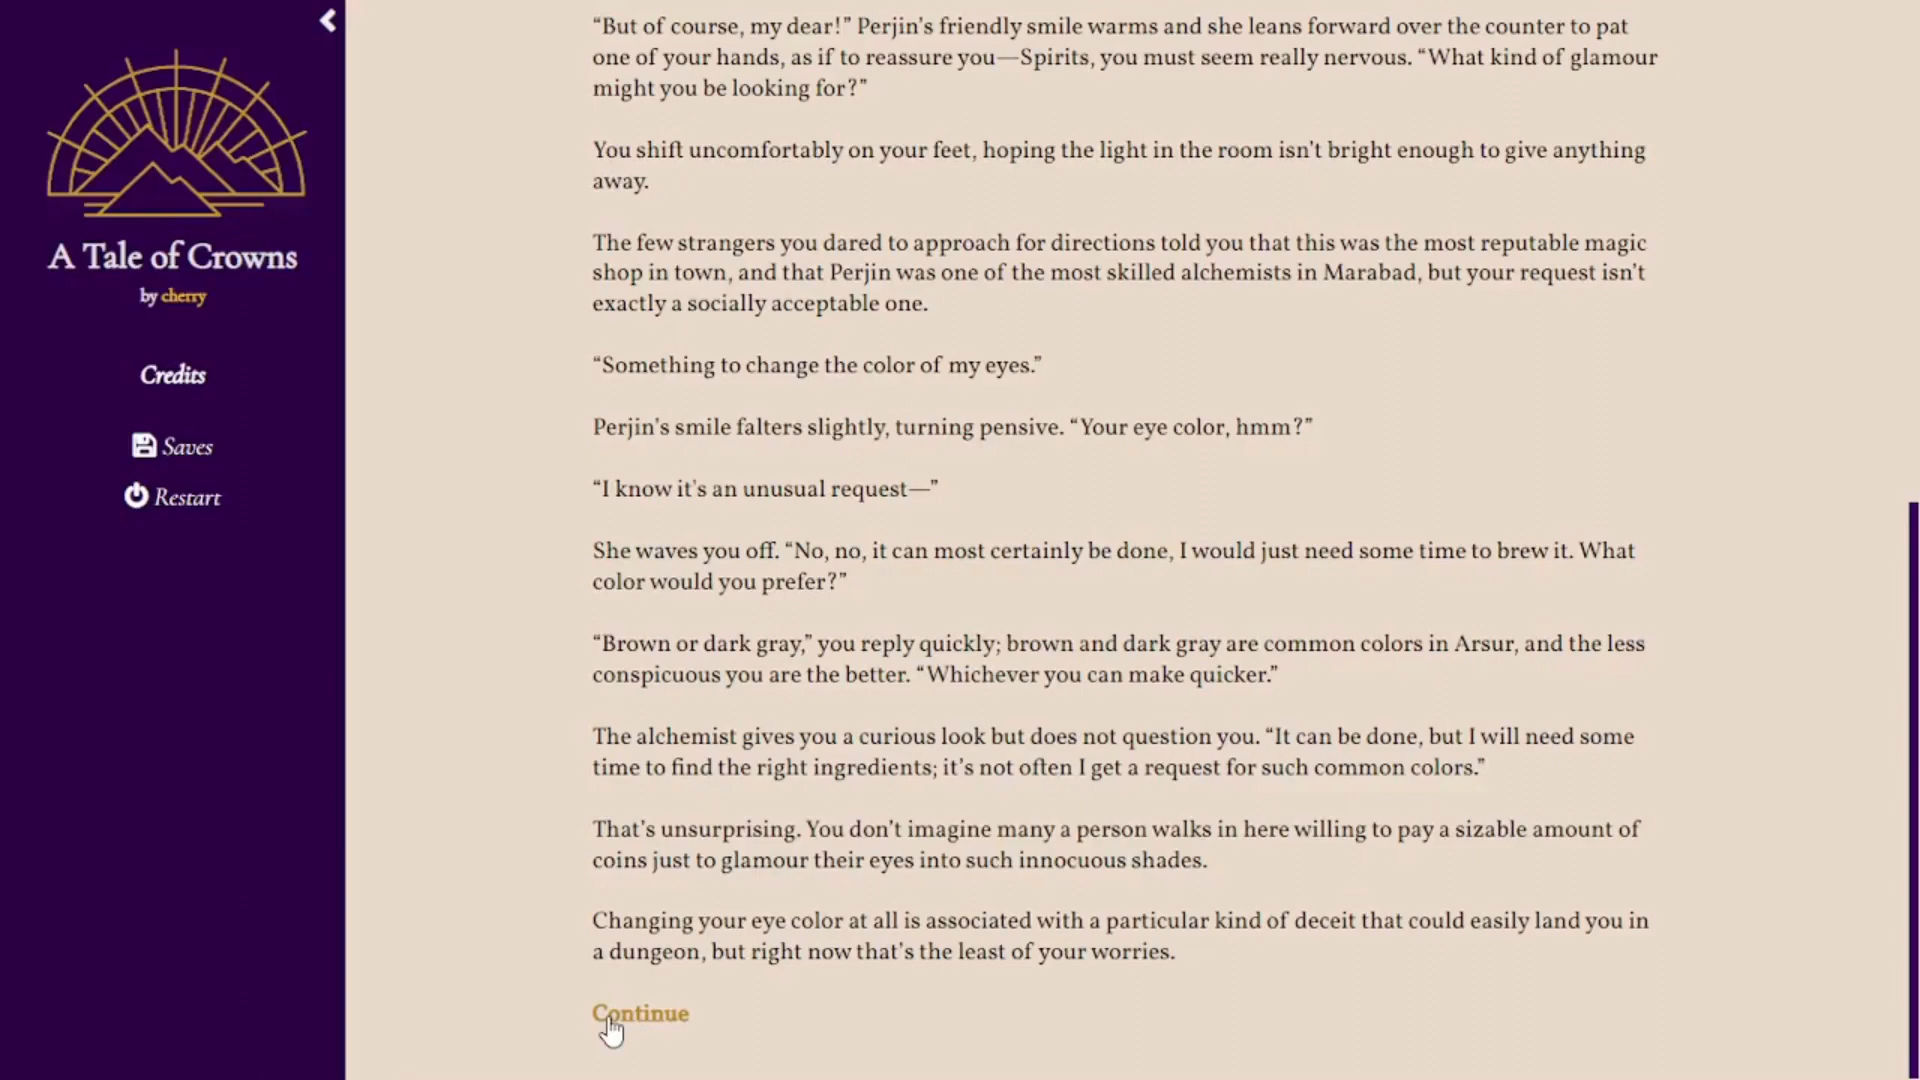 A Tale of Crowns
by cherry
Credits
Saves
Restart
“But of course, my dear!” Perjin’s friendly smile warms and she leans forward over the counter to pat
one of your hands, as if to reassure you—Spirits, you must seem really nervous. “What kind of glamour
might you be looking for?”
You shift uncomfortably on your feet, hoping the light in the room isn’t bright enough to give anything
away.
The few strangers you dared to approach for directions told you that this was the most reputable magic
shop in town, and that Perjin was one of the most skilled alchemists in Marabad, but your request isn’t
exactly a socially acceptable one.
“Something to change the color of my eyes.”
Perjin’s smile falters slightly, turning pensive. “Your eye color, hmm?”
“I know it’s an unusual request—”
She waves you off. “No, no, it can most certainly be done, I would just need some time to brew it. What
color would you prefer?”
“Brown or dark gray,” you reply quickly; brown and dark gray are common colors in Arsur, and the less
conspicuous you are the better. “Whichever you can make quicker.”
The alchemist gives you a curious look but does not question you. “It can be done, but I will need some
time to find the right ingredients; it’s not often I get a request for such common colors.”
That’s unsurprising. You don’t imagine many a person walks in here willing to pay a sizable amount of
coins just to glamour their eyes into such innocuous shades.
Changing your eye color at all is associated with a particular kind of deceit that could easily land you in
a dungeon, but right now that’s the least of your worries.
Continue